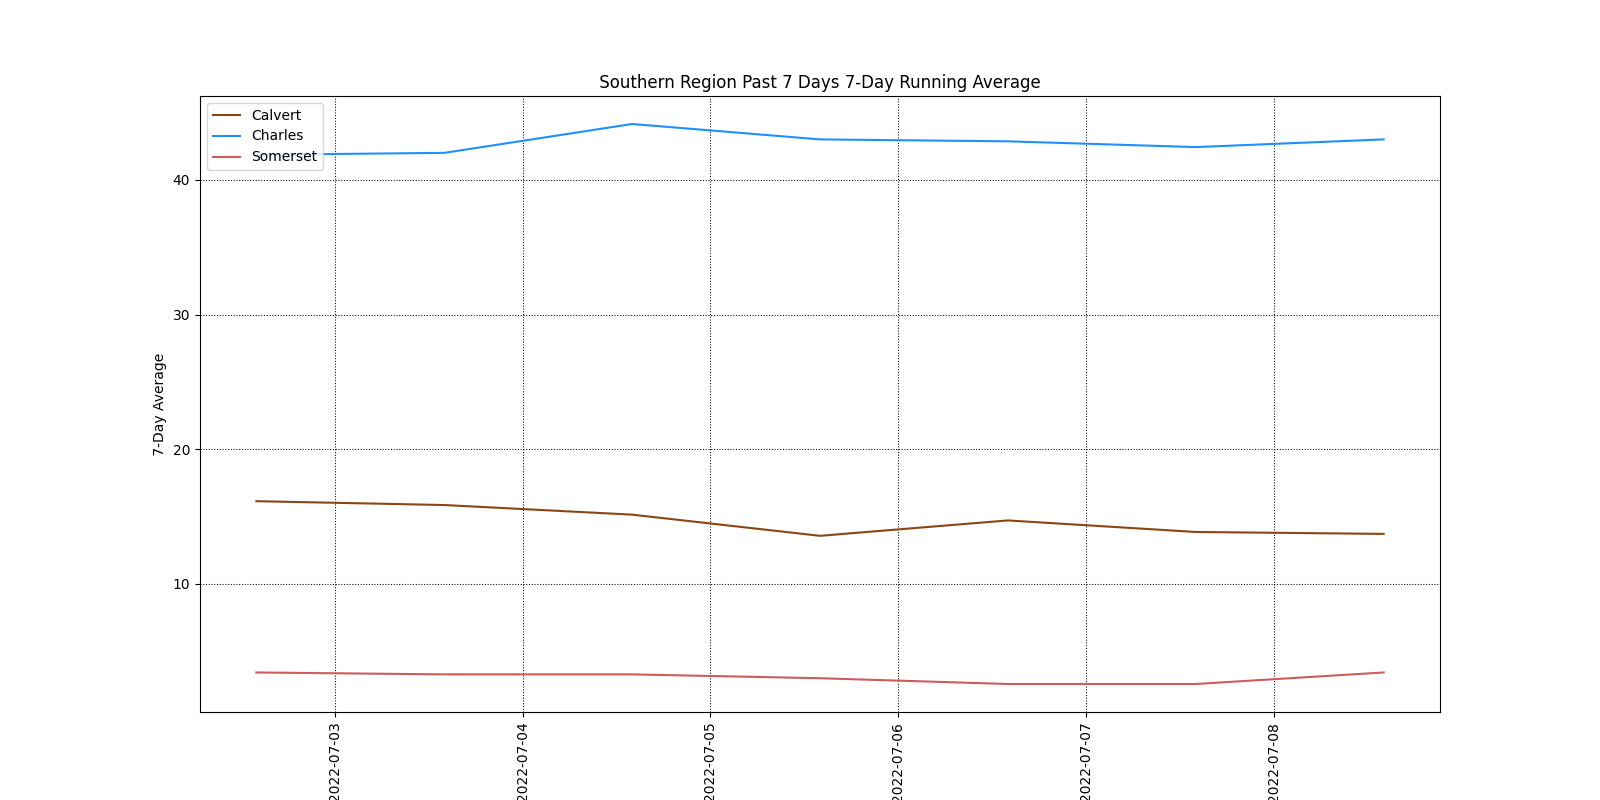 Southern Region Past 7 Days 7-Day Running Average
Calvert
Charles
Somerset
7-Day Average
40
30
20
10
2022-07-03
2022-07-04
2022-07-05
2022-07-06
2022-07-07
2022-07-08